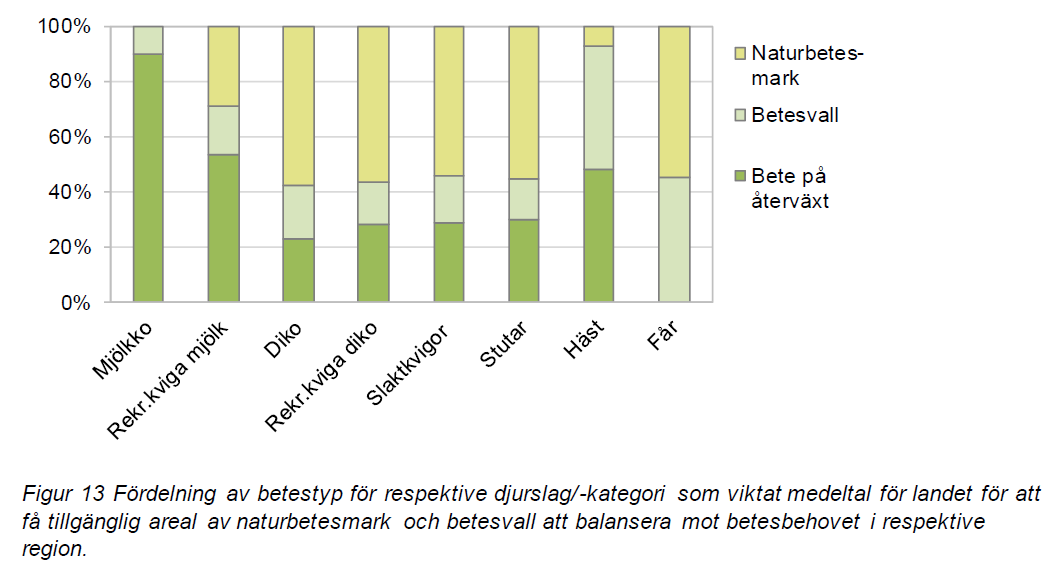 100%
80%
60%
40%
20%
0%
Mjölkko
Rekr.kviga mjölk
Diko
Rekr.kviga diko
Slaktkvigor
Stutar
Häst
Får
Naturbetes-
mark
Betesvall
Bete på
återväxt
Figur 13 Fördelning av betestyp för respektive djurslag/-kategori som viktat medeltal för landet för att
få tillgänglig areal av naturbetesmark och betesvall att balansera mot betesbehovet i respektive
region.